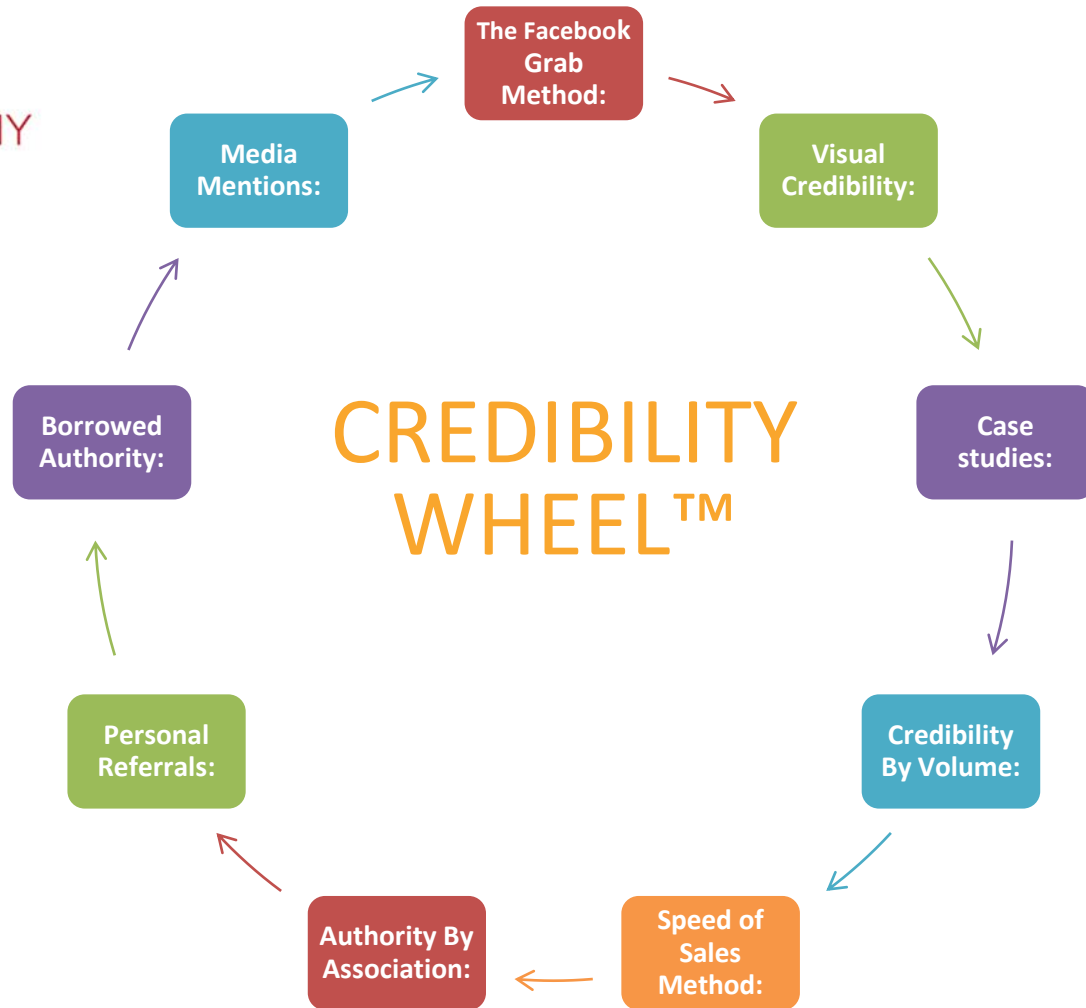 The Facebook
Grab
Method:
Visual
Credibility:
Case
studies:
Credibility
By Volume:
Speed of
Sales
Method:
Authority By
Association:
Personal
Referrals:
Borrowed
Authority:
Media
Mentions:
CREDIBILITY
WHEEL™